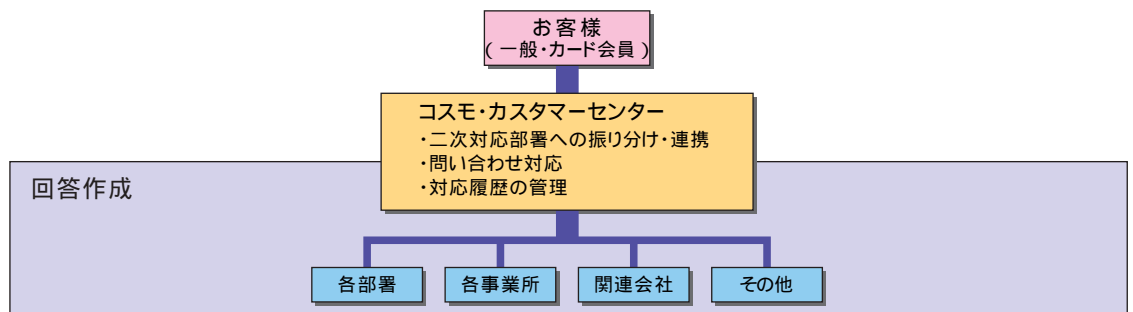 お客様
(一般・カード会員)
コスモ・カスタマーセンター
・二次対応部署への振り分け・連携
・問い合わせ対応
・対応履歴の管理
回答作成
各部署
各事業所
関連会社
その他